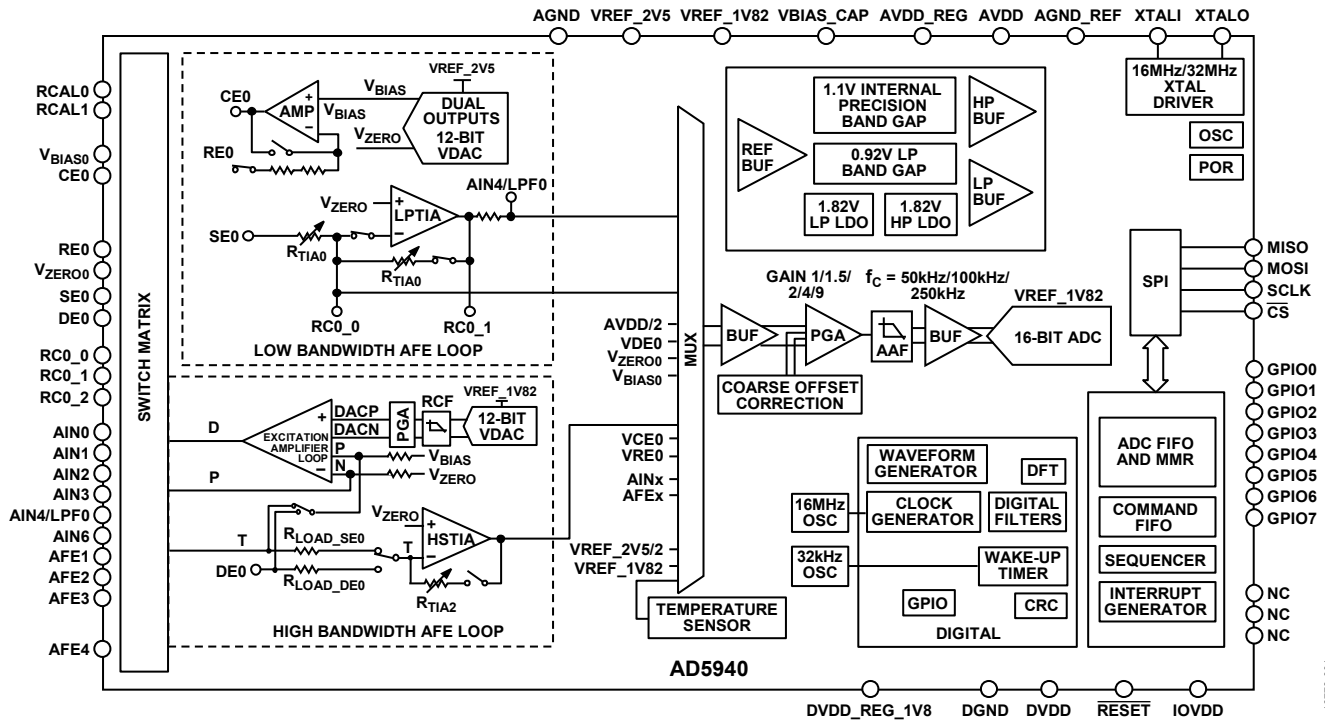 AGND VREF_2V5 VREF_1V82 VBIAS_CAP AVDD_REG AVDD AGND_REF XTALI XTALO
RCAL0
RCAL1
VBIAS0
CE0
RE0
VZERO0
SE0
DE0
RC0_0
RC0_1
RC0_2
AIN0
AIN1
AIN2
AIN3
AIN4/LPF0
AIN6
AFE1
AFE2
AFE3
AFE4
SWITCH MATRIX
VREF_2V5
CE0
AMP
+
−
VBIAS
VBIAS
VZERO
DUAL
OUTPUTS
12-BIT
VDAC
RE0
AIN4/LPF0
VZERO
+
LPTIA
−
SE0
RTIA0
RTIA0
RC0_0
RC0_1
LOW BANDWIDTH AFE LOOP
VREF_1V82
D
+
EXCITATION
AMPLIFIER
LOOP
−
DACP
DACN
P
N
PGA
RCF
12-BIT
VDAC
VBIAS
VZERO
P
T
RLOAD_SE0
DE0
RLOAD_DE0
VZERO
+
T
−
HSTIA
RTIA2
HIGH BANDWIDTH AFE LOOP
MUX
AVDD/2
VDE0
VZERO0
VBIAS0
VCE0
VRE0
AINx
AFEx
VREF_2V5/2
VREF_1V82
TEMPERATURE
SENSOR
REF
BUF
1.1V INTERNAL
PRECISION
BAND GAP
0.92V LP
BAND GAP
1.82V
LP LDO
1.82V
HP LDO
HP
BUF
LP
BUF
GAIN 1/1.5/
2/4/9
fC = 50kHz/100kHz/
250kHz
VREF_1V82
BUF
PGA
AAF
BUF
16-BIT ADC
COARSE OFFSET
CORRECTION
16MHz/32MHz
XTAL
DRIVER
OSC
POR
SPI
MISO
MOSI
SCLK
CS
GPIO0
GPIO1
GPIO2
GPIO3
GPIO4
GPIO5
GPIO6
GPIO7
NC
NC
NC
WAVEFORM
GENERATOR
DFT
16MHz
OSC
CLOCK
GENERATOR
DIGITAL
FILTERS
32kHz
OSC
WAKE-UP
TIMER
GPIO
CRC
DIGITAL
ADC FIFO
AND MMR
COMMAND
FIFO
SEQUENCER
INTERRUPT
GENERATOR
AD5940
DVDD_REG_1V8 DGND DVDD RESET IOVDD